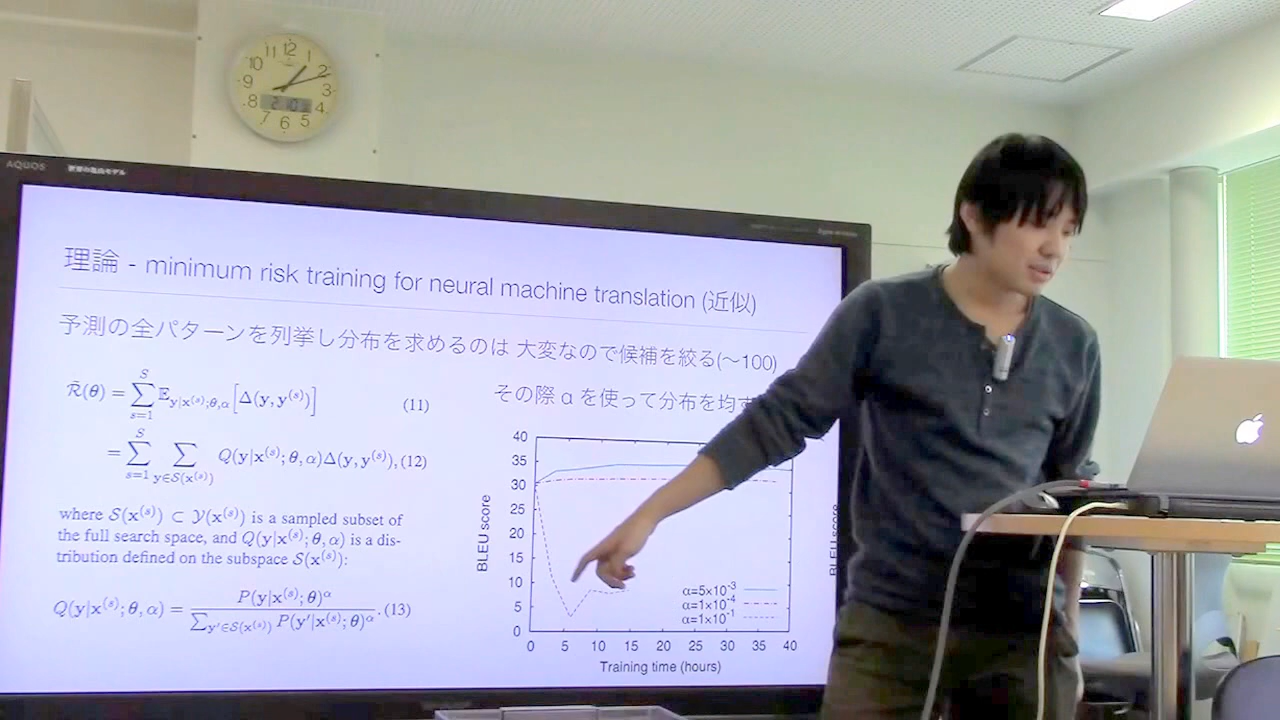 12
11 1
10 2
9 3
8 4
7 5
6
AQUOS
理論 - minimum risk training for neural machine translation (近似)
予測の全パターンを列挙し分布を求めるのは 大変なので候補を絞る(〜100)
その際 α を使って分布を均す
R̃(θ) = ∑_{s=1}^{S} 𝔼_{y|x^{(s)};θ,α}[Δ(y, y^{(s)})] (11)
= ∑_{s=1}^{S} ∑_{y∈S(x^{(s)})} Q(y|x^{(s)}; θ, α)Δ(y, y^{(s)}), (12)
where S(x^{(s)}) ⊂ Y(x^{(s)}) is a sampled subset of
the full search space, and Q(y|x^{(s)}; θ, α) is a dis-
tribution defined on the subspace S(x^{(s)}):
Q(y|x^{(s)}; θ, α) = P(y|x^{(s)}; θ)^α / ∑_{y'∈S(x^{(s)})} P(y'|x^{(s)}; θ)^α. (13)
BLEU score
40
35
30
25
20
15
10
5
0
α=5×10⁻³
α=1×10⁻⁴
α=1×10⁻¹
0 5 10 15 20 25 30 35 40
Training time (hours)
BLEU score